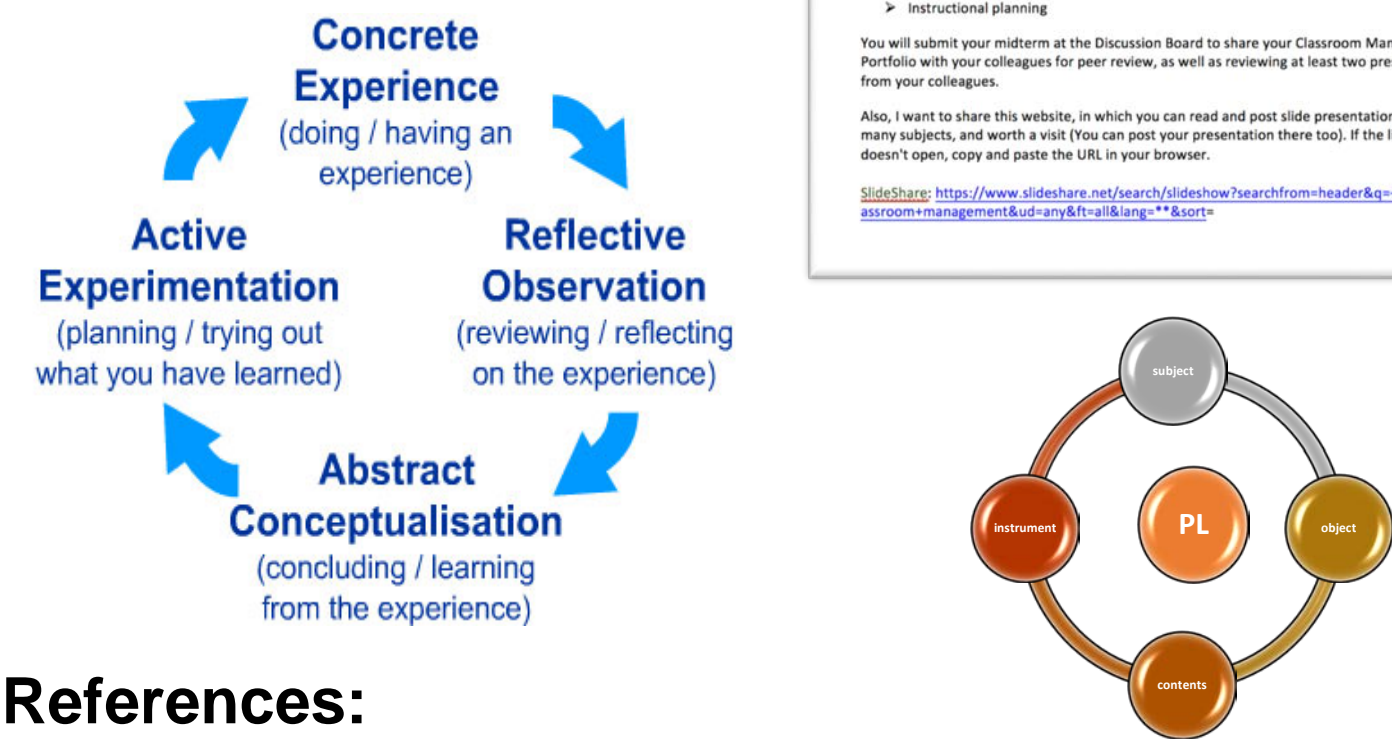 Concrete
Experience
(doing / having an
experience)
Active
Experimentation
(planning / trying out
what you have learned)
Reflective
Observation
(reviewing / reflecting
on the experience)
Abstract
Conceptualisation
(concluding / learning
from the experience)
References:
➢ Instructional planning
You will submit your midterm at the Discussion Board to share your Classroom Man
Portfolio with your colleagues for peer review, as well as reviewing at least two pre
from your colleagues.
Also, I want to share this website, in which you can read and post slide presentation
many subjects, and worth a visit (You can post your presentation there too). If the l
doesn't open, copy and paste the URL in your browser.
SlideShare: https://www.slideshare.net/search/slideshow?searchfrom=header&q=
assroom+management&ud=any&ft=all&lang=**&sort=
subject
instrument
PL
object
contents